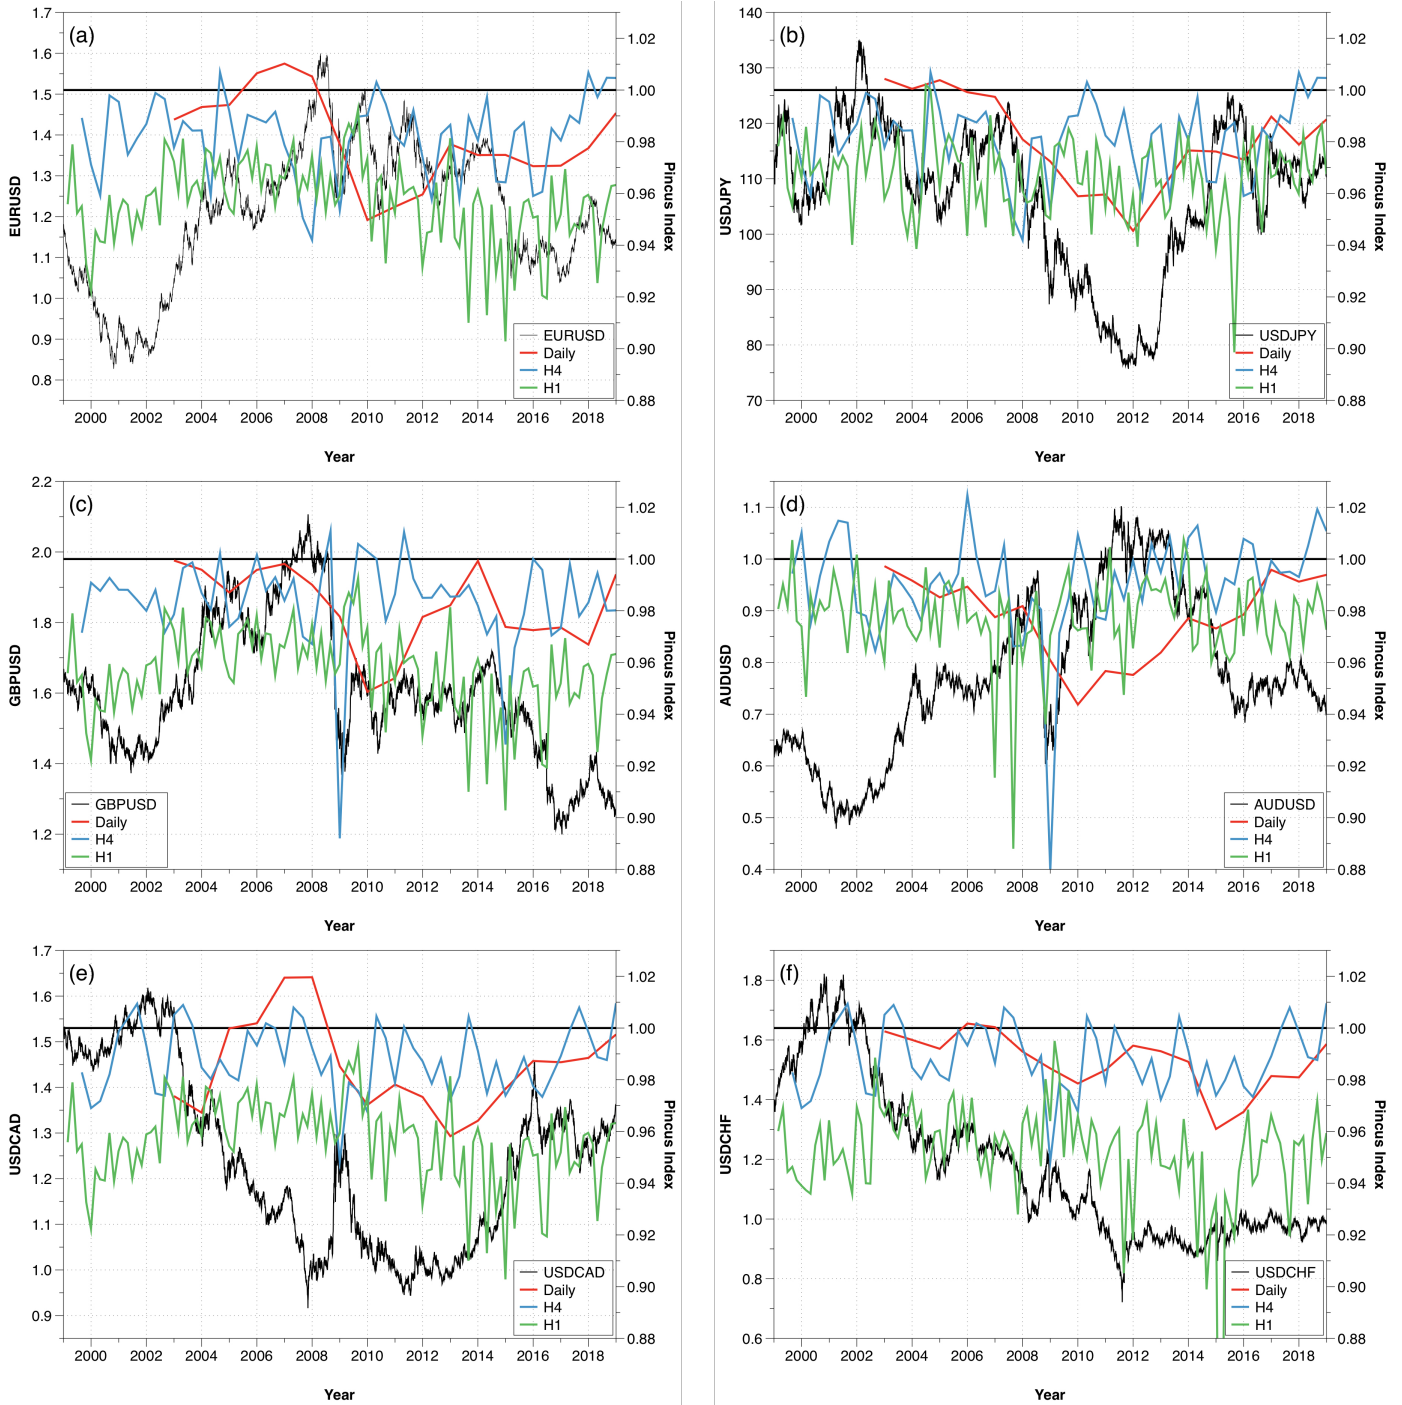 (a)
1.7
1.6
1.5
1.4
1.3
1.2
1.1
1.0
0.9
0.8
EURUSD
1.02
1.00
0.98
0.96
0.94
0.92
0.90
0.88
Pincus Index
EURUSD
Daily
H4
H1
2000 2002 2004 2006 2008 2010 2012 2014 2016 2018
Year
(b)
140
130
120
110
100
90
80
70
USDJPY
1.02
1.00
0.98
0.96
0.94
0.92
0.90
0.88
Pincus Index
USDJPY
Daily
H4
H1
2000 2002 2004 2006 2008 2010 2012 2014 2016 2018
Year
(c)
2.2
2.0
1.8
1.6
1.4
1.2
GBPUSD
1.02
1.00
0.98
0.96
0.94
0.92
0.90
0.88
Pincus Index
GBPUSD
Daily
H4
H1
2000 2002 2004 2006 2008 2010 2012 2014 2016 2018
Year
(d)
1.1
1.0
0.9
0.8
0.7
0.6
0.5
0.4
AUDUSD
1.02
1.00
0.98
0.96
0.94
0.92
0.90
0.88
Pincus Index
AUDUSD
Daily
H4
H1
2000 2002 2004 2006 2008 2010 2012 2014 2016 2018
Year
(e)
1.7
1.6
1.5
1.4
1.3
1.2
1.1
1.0
0.9
USDCAD
1.02
1.00
0.98
0.96
0.94
0.92
0.90
0.88
Pincus Index
USDCAD
Daily
H4
H1
2000 2002 2004 2006 2008 2010 2012 2014 2016 2018
Year
(f)
1.8
1.6
1.4
1.2
1.0
0.8
0.6
USDCHF
1.02
1.00
0.98
0.96
0.94
0.92
0.90
0.88
Pincus Index
USDCHF
Daily
H4
H1
2000 2002 2004 2006 2008 2010 2012 2014 2016 2018
Year